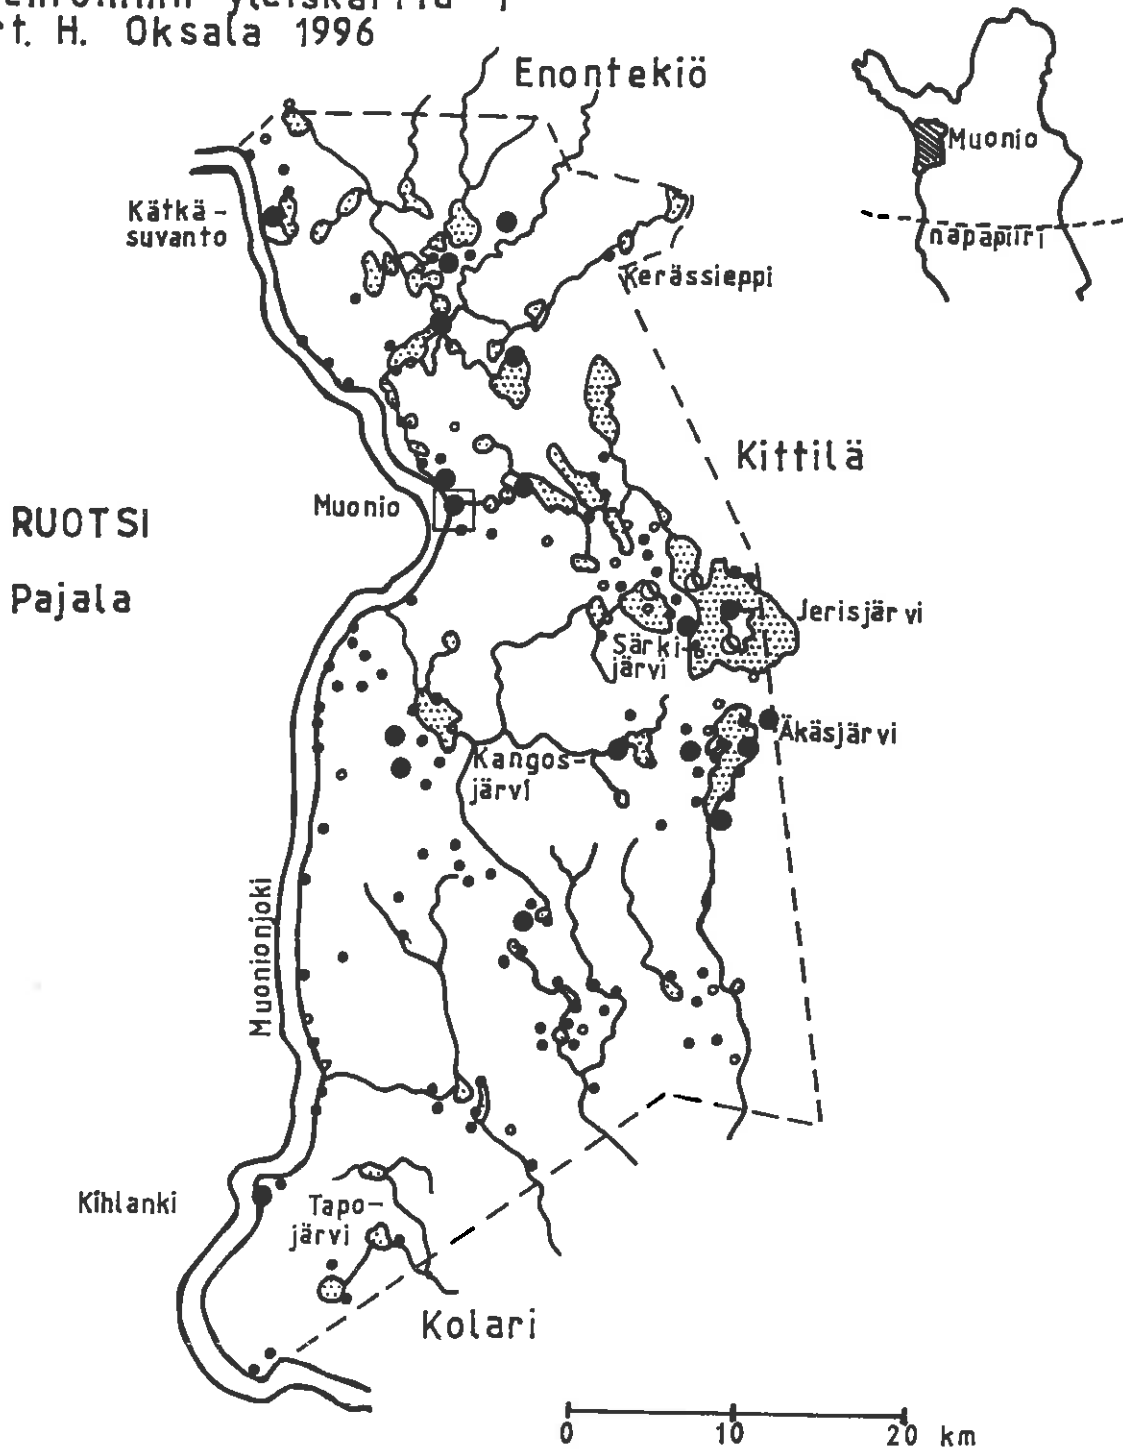 yleiskartta
H. Oksala 1996
Enontekiö
Muonio
napapiiri
Kätkä-
suvanto
Kerässieppi
Kittilä
Muonio
RUOTSI
Pajala
Jerisjärvi
Särki-
järvi
Äkäsjärvi
Kangos-
järvi
Muonionjoki
Kihlanki
Tapo-
järvi
Kolari
0 10 20 km